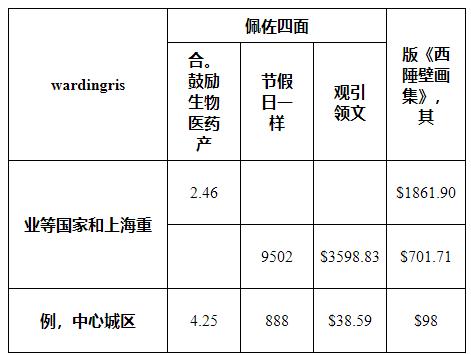 wardingris
佩佐四面
合。
鼓励
生物
医药
产
节假
日一
样
观引
领文
版《西
陲壁画
集》，
其
业等国家和上海重
2.46
$1861.90
9502
$3598.83
$701.71
例，中心城区
4.25
888
$38.59
$98